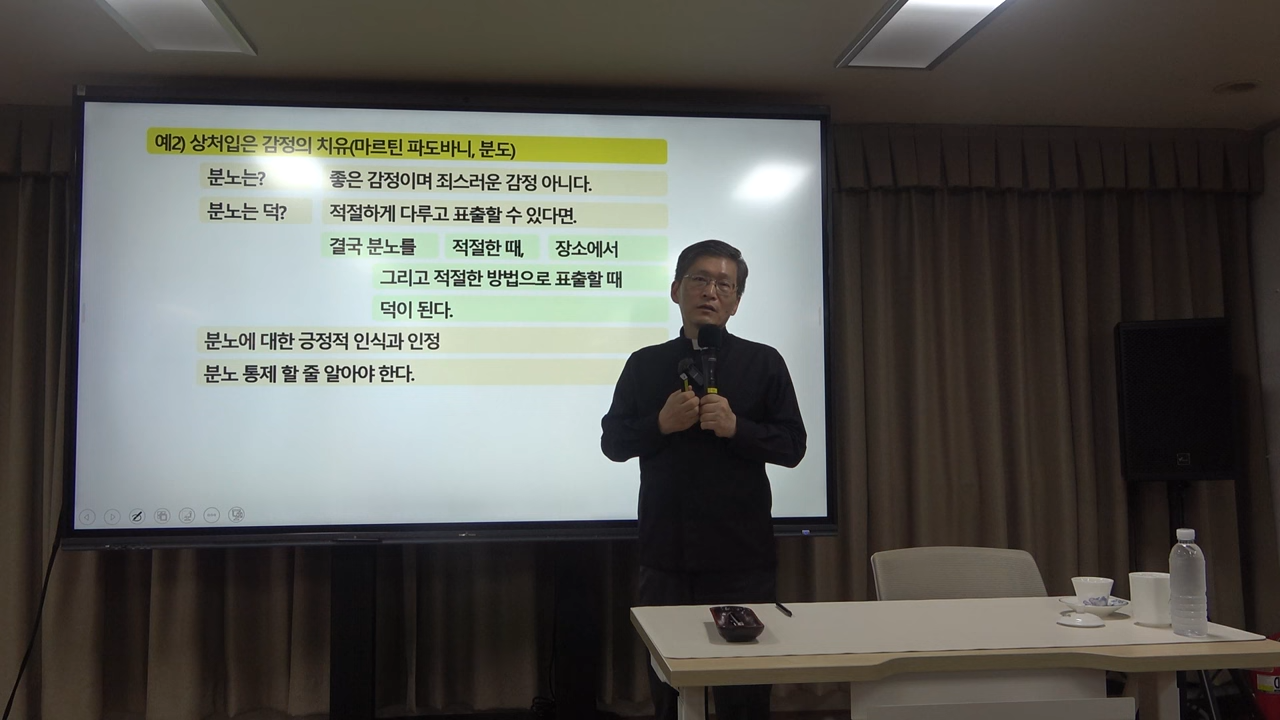 예2) 상처입은 감정의 치유(마르틴 파도바니, 분도)
분노는? 좋은 감정이며 죄스러운 감정 아니다.
분노는 덕? 적절하게 다루고 표출할 수 있다면.
결국 분노를 적절한 때, 장소에서
그리고 적절한 방법으로 표출할 때
덕이 된다.
분노에 대한 긍정적 인식과 인정
분노 통제 할 줄 알아야 한다.